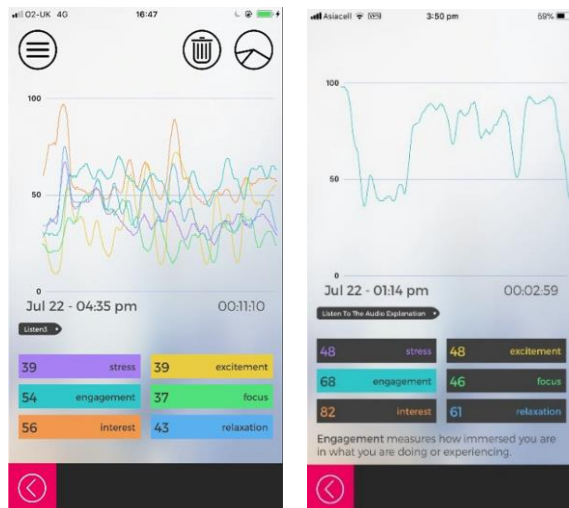 O2-UK 4G 16:47
100
50
0
Jul 22 - 04:35 pm 00:11:10
Listen3
39 stress 39 excitement
54 engagement 37 focus
56 interest 43 relaxation
Asiacell VPN 3:50 pm 59%
100
50
0
Jul 22 - 01:14 pm 00:02:59
Listen To The Audio Explanation
48 stress 48 excitement
68 engagement 46 focus
82 interest 61 relaxation
Engagement measures how immersed you are
in what you are doing or experiencing.